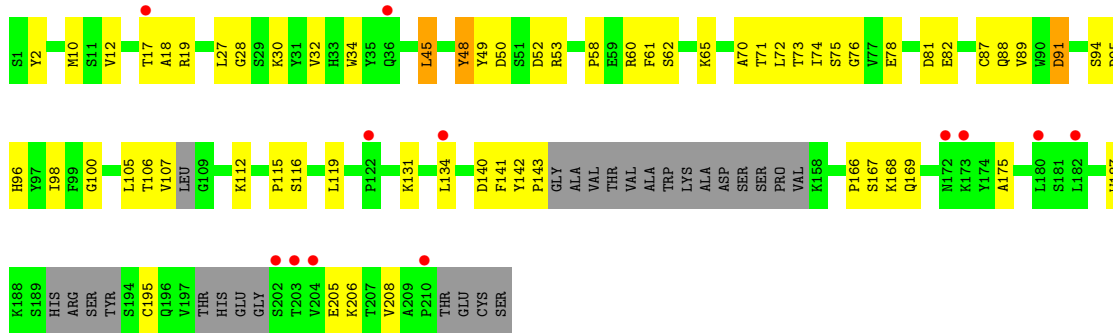 S1 Y2 M10 S11 V12 T17 A18 R19 L27 G28 S29 K30 Y31 V32 H33 W34 Y35 Q36 L45 Y48 Y49 D50 S51 D52 R53 P58 E59 R60 F61 S62 K65 A70 T71 L72 T73 I74 S75 G76 V77 E78 D81 E82 C87 Q88 V89 W90 D91 S94
H96 Y97 I98 F99 G100 L105 T106 V107 LEU G109 K112 P115 S116 L119 P122 K131 L134 D140 F141 Y142 P143 GLY ALA VAL THR VAL ALA TRP LYS ALA ASP SER SER PRO VAL K158 P166 S167 K168 Q169 N172 K173 Y174 A175 L180 S181 L182
K188 S189 HIS ARG SER TYR S194 C195 Q196 V197 THR HIS GLU GLY S202 T203 V204 E205 K206 T207 V208 A209 P210 THR GLU CYS SER